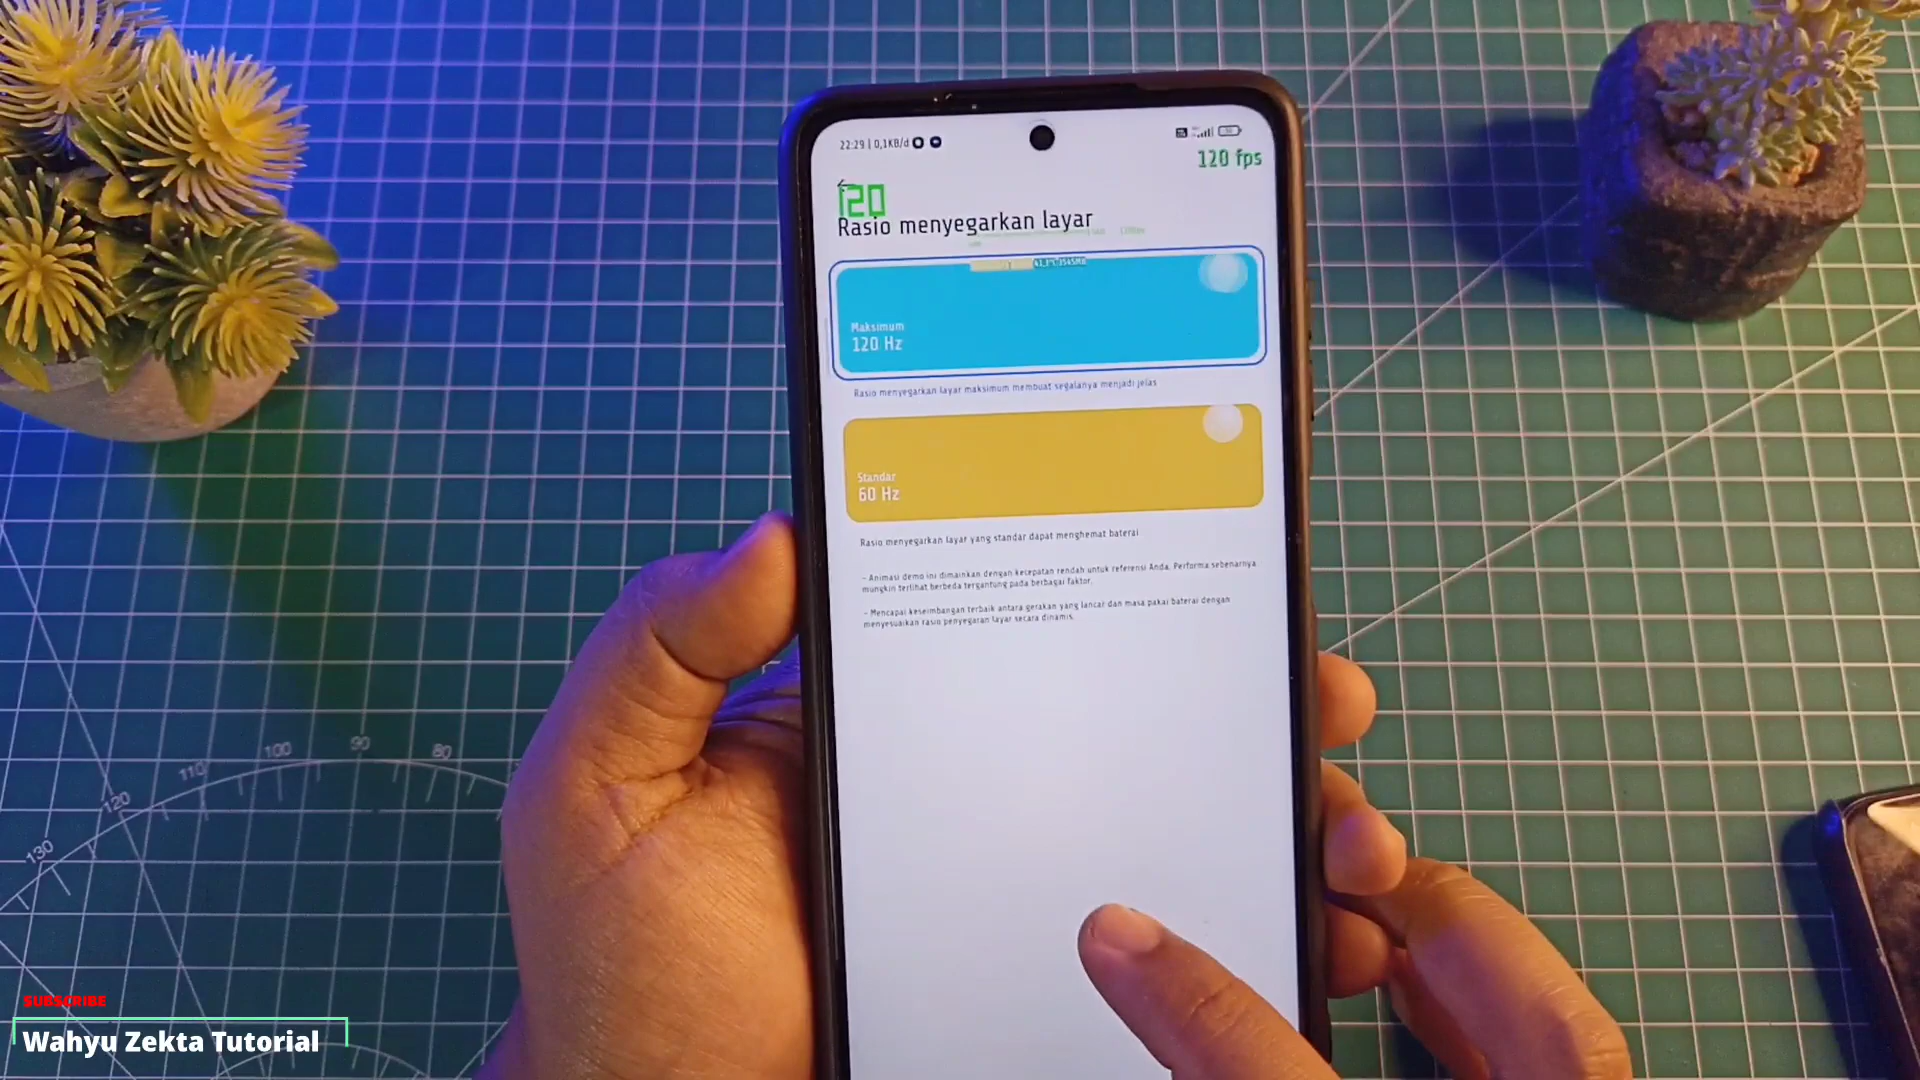 22:29 | 0,1KB/d
120 fps
120
Rasio menyegarkan layar
Maksimum
120 Hz
Rasio menyegarkan layar maksimum membuat segalanya menjadi jelas
Standar
60 Hz
Rasio menyegarkan layar yang standar dapat menghemat baterai
- Animasi demo ini dimainkan dengan kecepatan rendah untuk referensi Anda. Performa sebenarnya
mungkin terlihat berbeda tergantung pada berbagai faktor.
- Mencapai keseimbangan terbaik antara gerakan yang lancar dan masa pakai baterai dengan
menyesuaikan rasio penyegaran layar secara dinamis.
130
120
110
100
90
80
SUBSCRIBE
Wahyu Zekta Tutorial